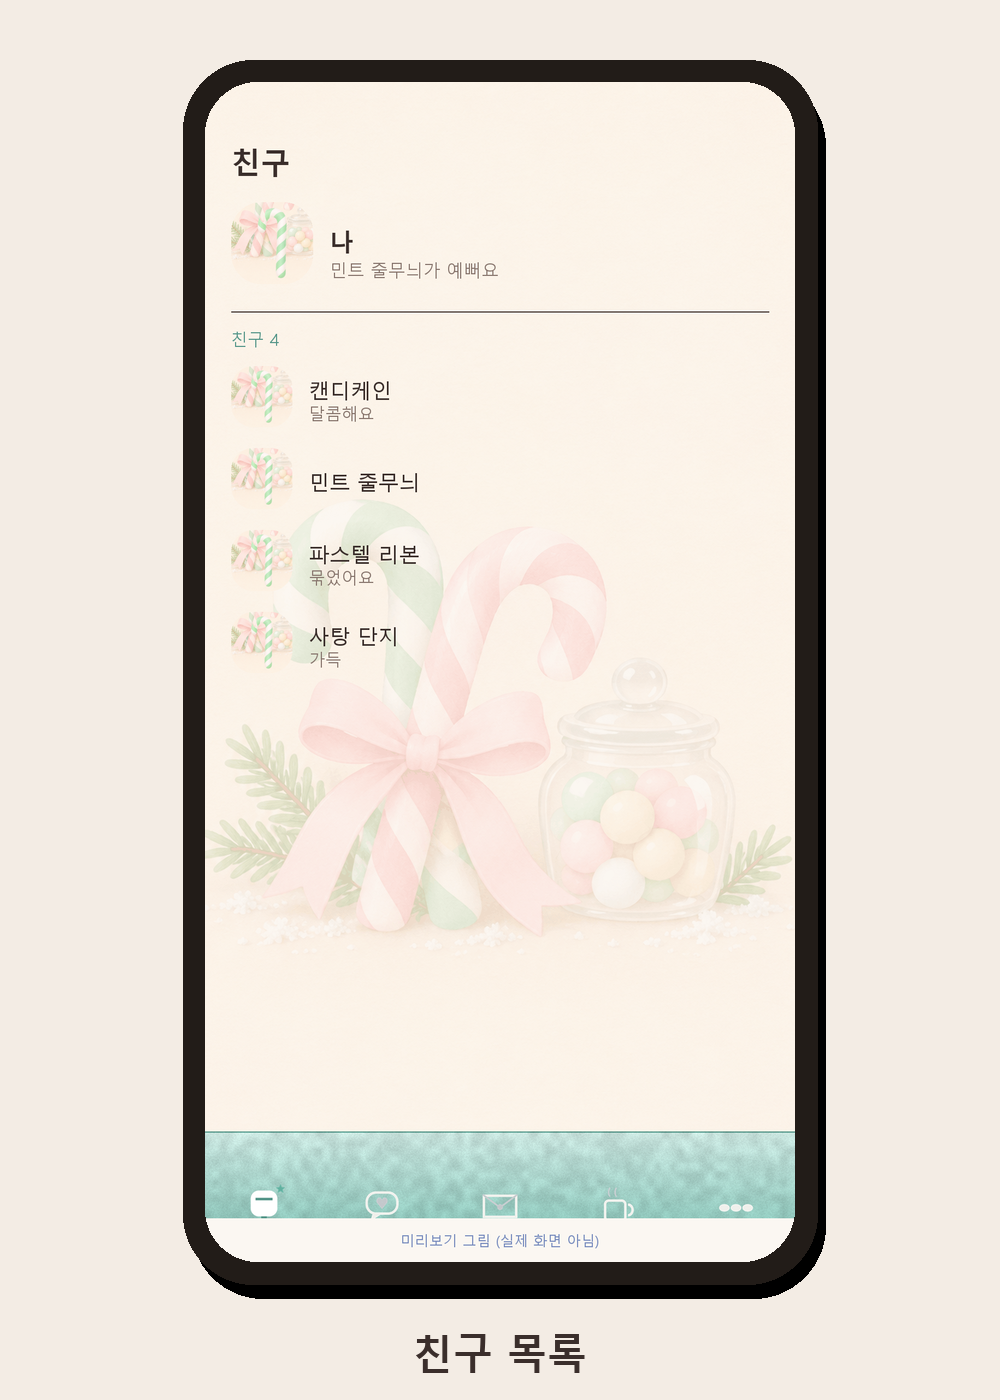 친구
나
민트 줄무늬가 예뻐요
친구 4
캔디케인
달콤해요
민트 줄무늬
파스텔 리본
묶었어요
사탕 단지
가득
미리보기 그림 (실제 화면 아님)
친구 목록